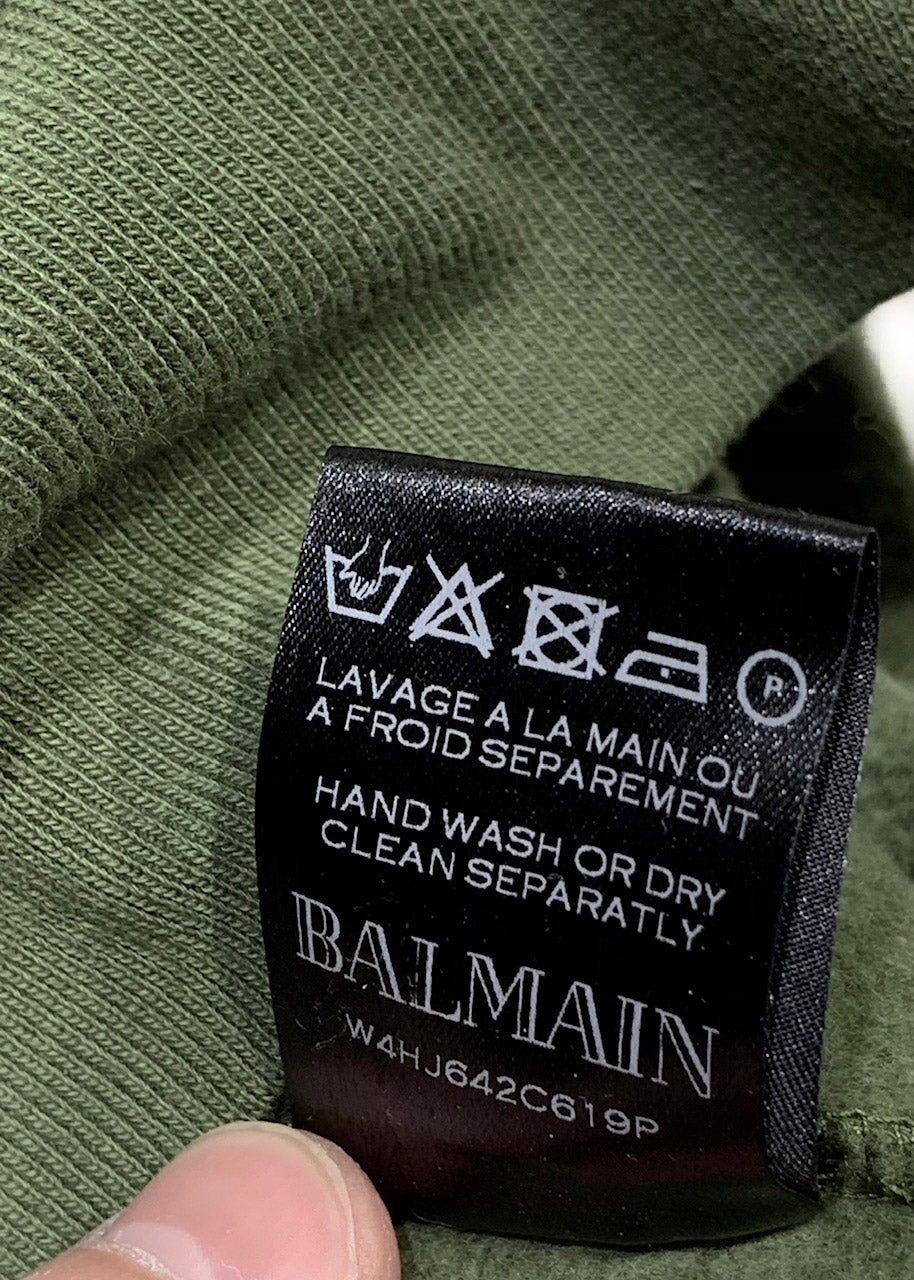 P
LAVAGE A LA MAIN OU
A FROID SEPAREMENT
HAND WASH OR DRY
CLEAN SEPARATLY
BALMAIN
W4HJ642C619P